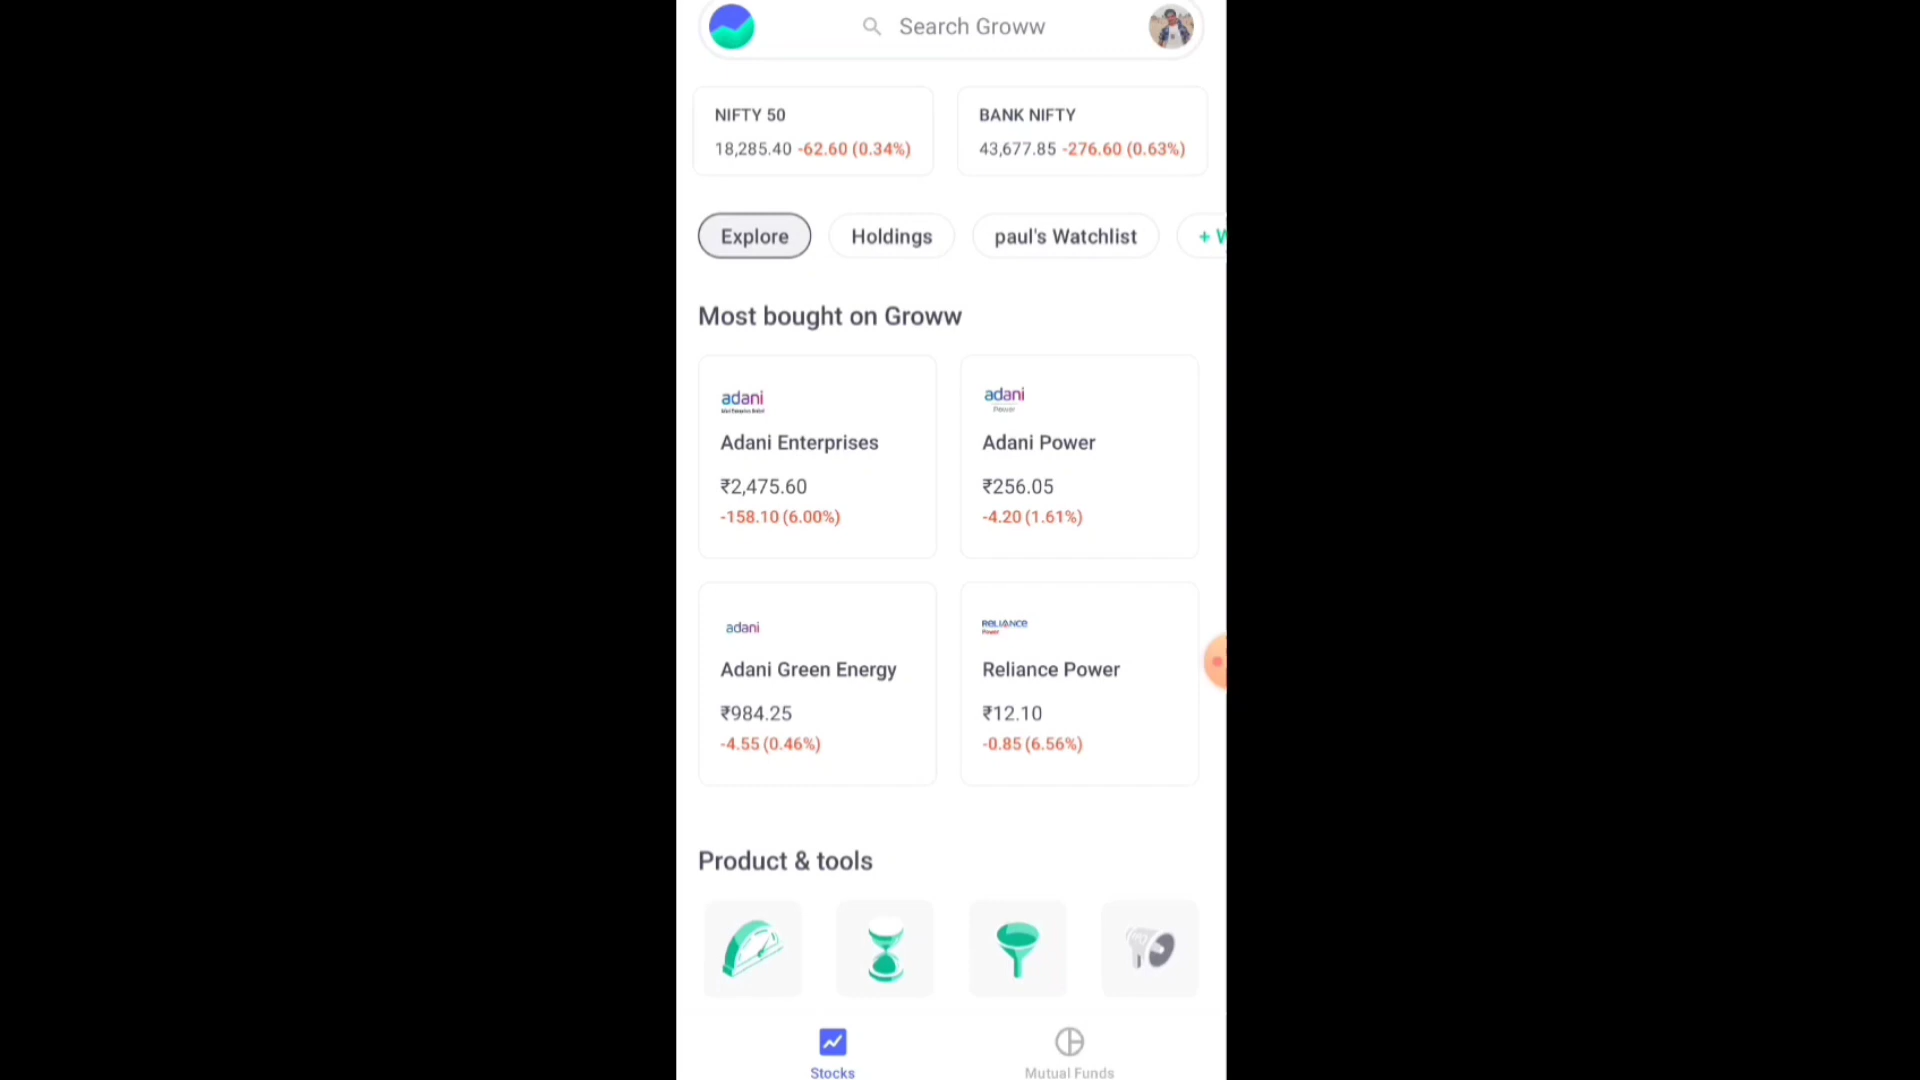 Search Groww
NIFTY 50
18,285.40 -62.60 (0.34%)
BANK NIFTY
43,677.85 -276.60 (0.63%)
Explore
Holdings
paul's Watchlist
+ W
Most bought on Groww
adani
Adani Enterprises
₹2,475.60
-158.10 (6.00%)
adani
Power
Adani Power
₹256.05
-4.20 (1.61%)
adani
Adani Green Energy
₹984.25
-4.55 (0.46%)
RELIANCE
Power
Reliance Power
₹12.10
-0.85 (6.56%)
Product & tools
Stocks
Mutual Funds